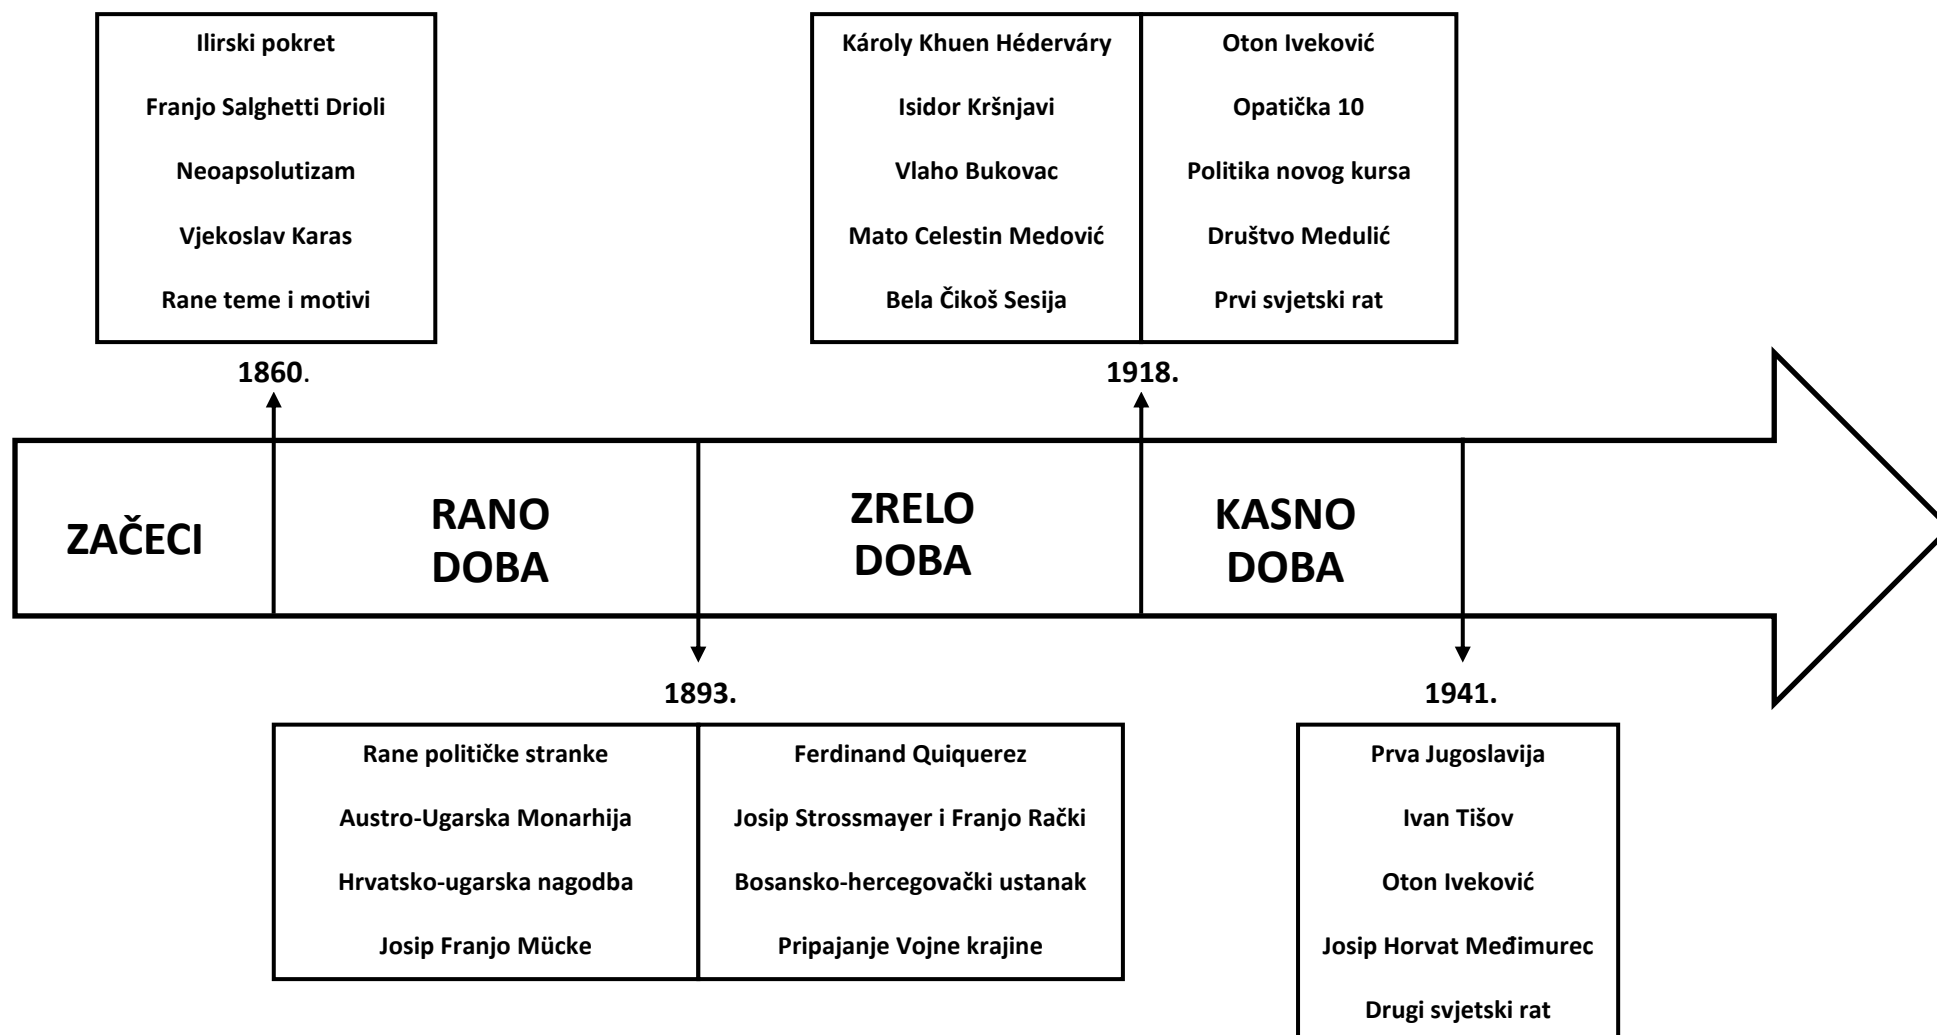 Ilirski pokret
Franjo Salghetti Drioli
Neoapsolutizam
Vjekoslav Karas
Rane teme i motivi
Károly Khuen Héderváry
Isidor Kršnjavi
Vlaho Bukovac
Mato Celestin Medović
Bela Čikoš Sesija
Oton Iveković
Opatička 10
Politika novog kursa
Društvo Medulić
Prvi svjetski rat
1860.
1918.
ZAČECI
RANO
DOBA
ZRELO
DOBA
KASNO
DOBA
1893.
1941.
Rane političke stranke
Austro-Ugarska Monarhija
Hrvatsko-ugarska nagodba
Josip Franjo Mücke
Ferdinand Quiquerez
Josip Strossmayer i Franjo Rački
Bosansko-hercegovački ustanak
Pripajanje Vojne krajine
Prva Jugoslavija
Ivan Tišov
Oton Iveković
Josip Horvat Međimurec
Drugi svjetski rat